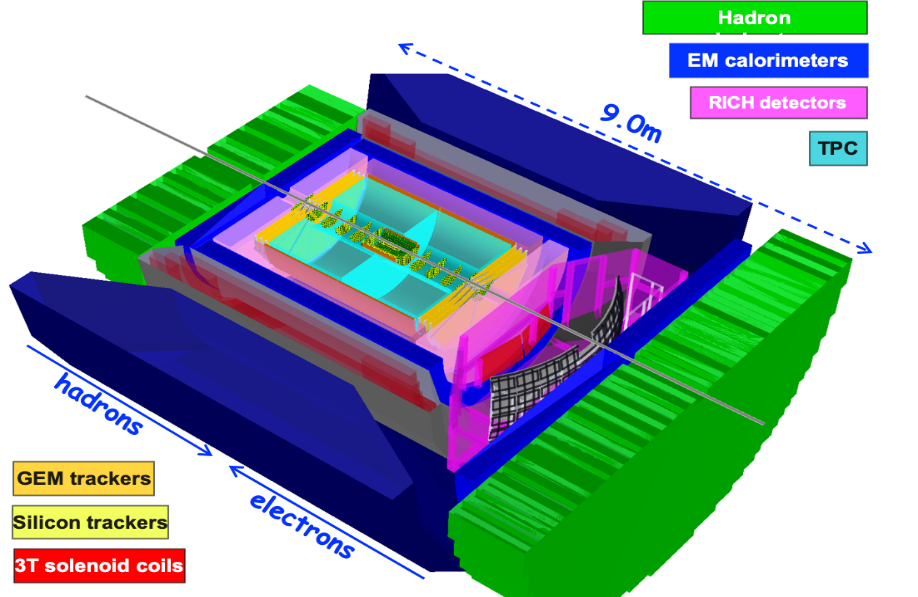 Hadron
EM calorimeters
RICH detectors
TPC
9.0m
hadrons
electrons
GEM trackers
Silicon trackers
3T solenoid coils